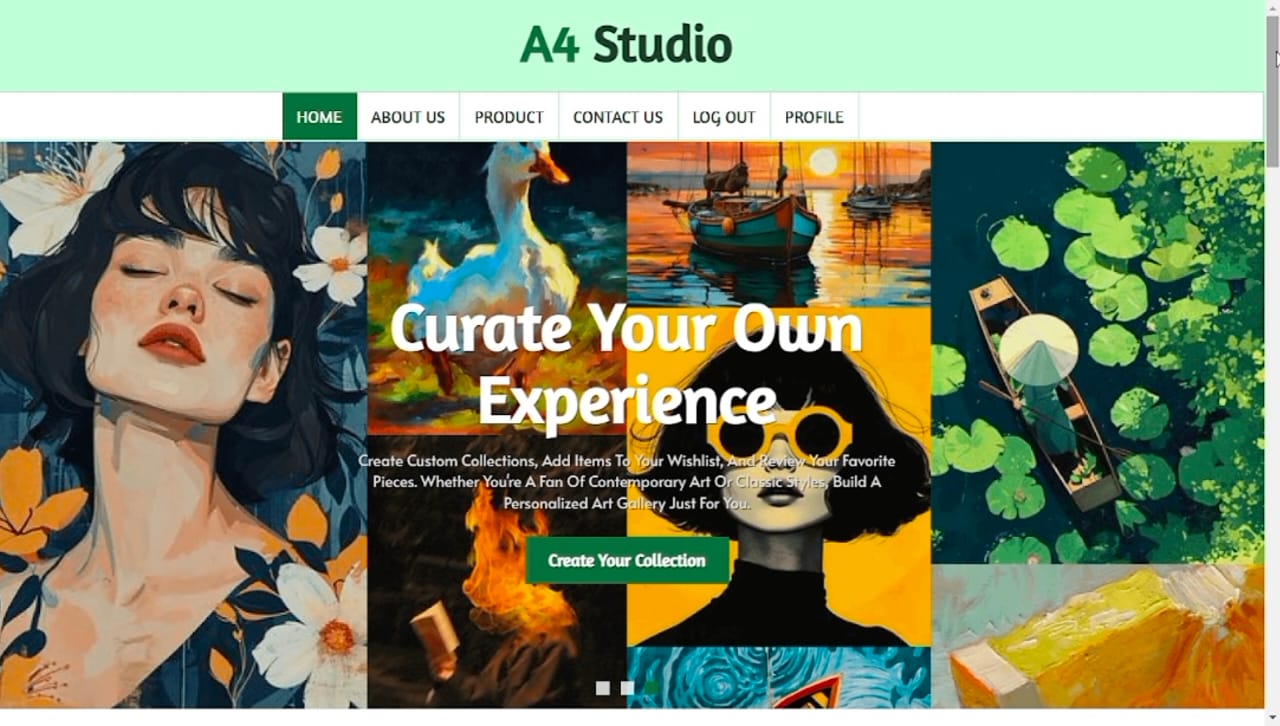 A4 Studio
HOME ABOUT US PRODUCT CONTACT US LOG OUT PROFILE
Curate Your Own
Experience
Create Custom Collections, Add Items To Your Wishlist, And Review Your Favorite
Pieces. Whether You're A Fan Of Contemporary Art Or Classic Styles, Build A
Personalized Art Gallery Just For You.
Create Your Collection